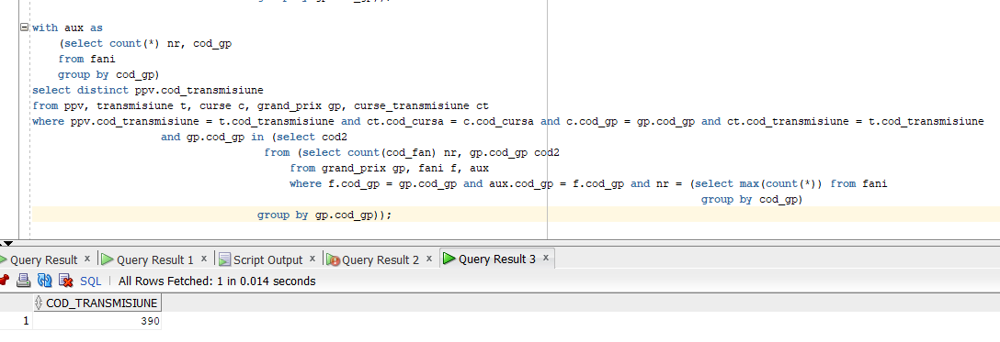 with aux as
(select count(*) nr, cod_gp
from fani
group by cod_gp)
select distinct ppv.cod_transmisiune
from ppv, transmisiune t, curse c, grand_prix gp, curse_transmisiune ct
where ppv.cod_transmisiune = t.cod_transmisiune and ct.cod_cursa = c.cod_cursa and c.cod_gp = gp.cod_gp and ct.cod_transmisiune = t.cod_transmisiune
and gp.cod_gp in (select cod2
from (select count(cod_fan) nr, gp.cod_gp cod2
from grand_prix gp, fani f, aux
where f.cod_gp = gp.cod_gp and aux.cod_gp = f.cod_gp and nr = (select max(count(*)) from fani
group by cod_gp)
group by gp.cod_gp));
Query Result x Query Result 1 x Script Output x Query Result 2 x Query Result 3 x
SQL | All Rows Fetched: 1 in 0.014 seconds
COD_TRANSMISIUNE
1 390